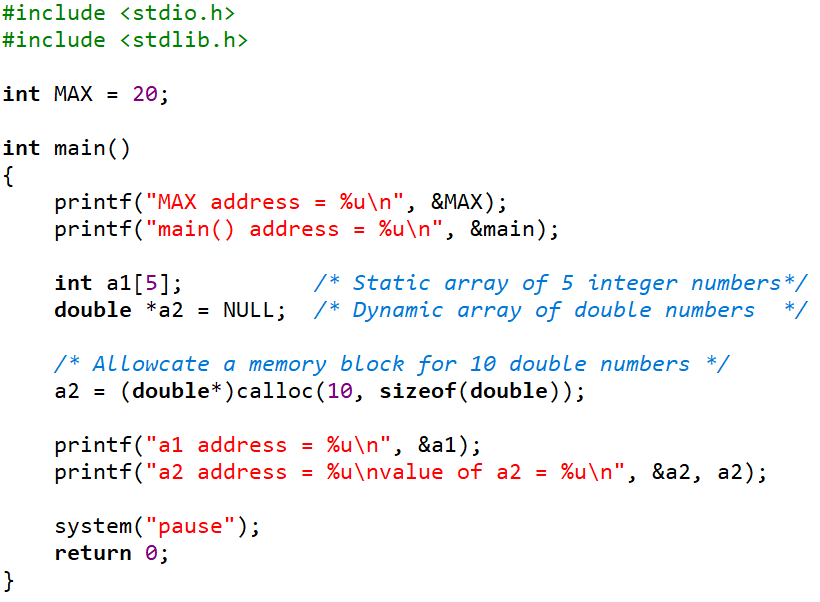 #include <stdio.h>
#include <stdlib.h>

int MAX = 20;

int main()
{
    printf("MAX address = %u\n", &MAX);
    printf("main() address = %u\n", &main);

    int a1[5];          /* Static array of 5 integer numbers*/
    double *a2 = NULL;  /* Dynamic array of double numbers  */

    /* Allowcate a memory block for 10 double numbers */
    a2 = (double*)calloc(10, sizeof(double));

    printf("a1 address = %u\n", &a1);
    printf("a2 address = %u\nvalue of a2 = %u\n", &a2, a2);

    system("pause");
    return 0;
}